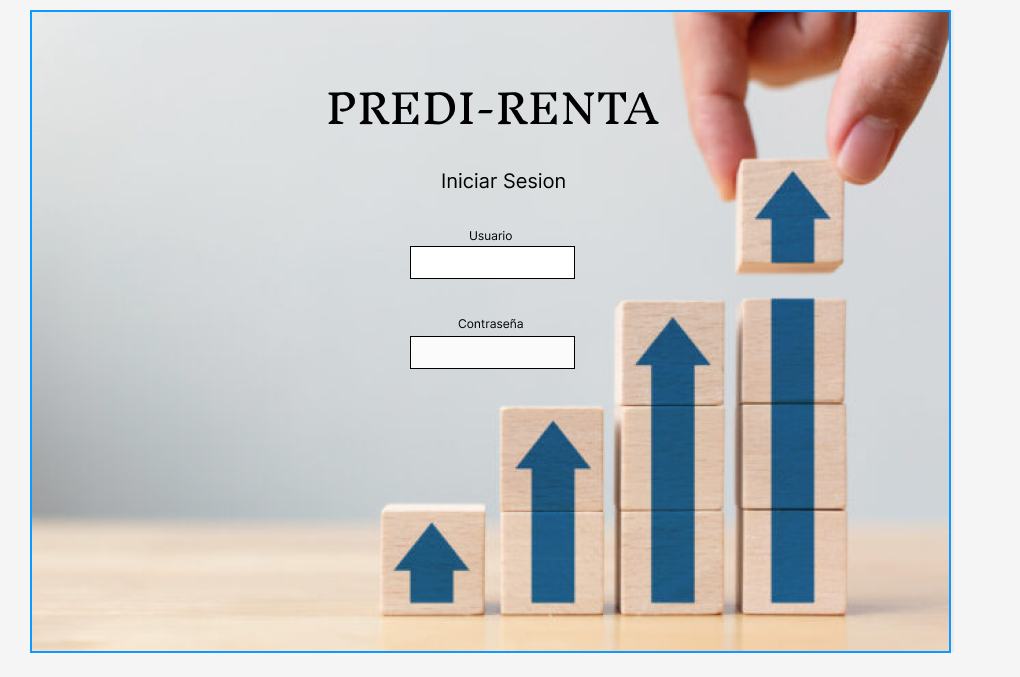 PREDI-RENTA
Iniciar Sesion
Usuario
Contraseña